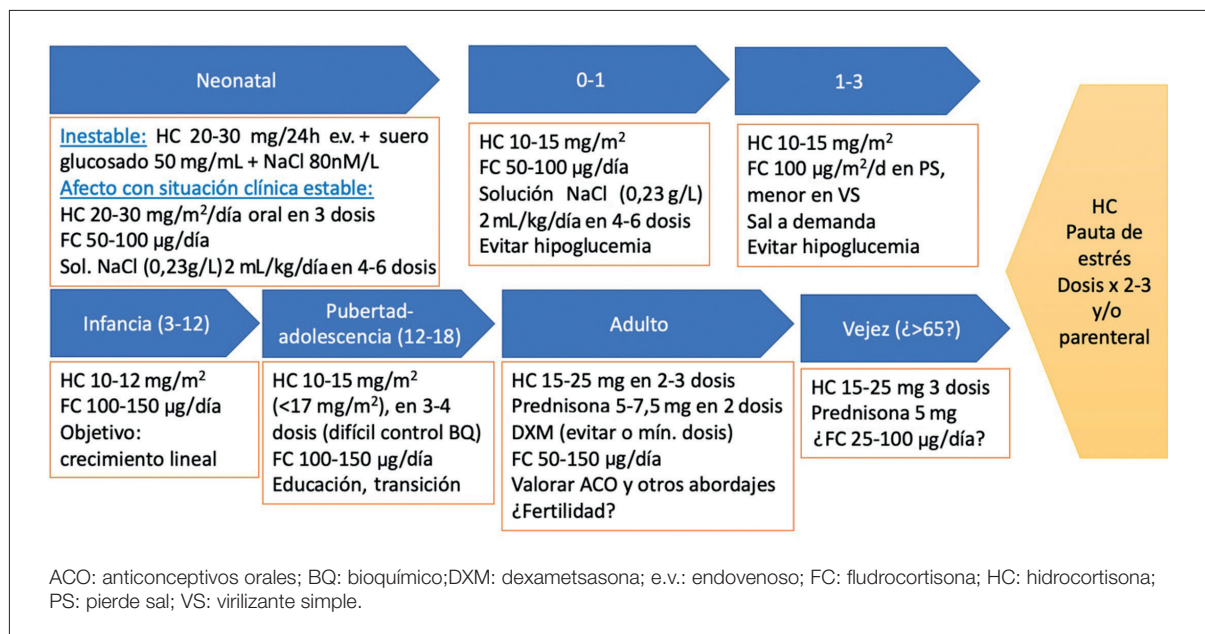 Neonatal
Inestable: HC 20-30 mg/24h e.v. + suero
glucosado 50 mg/mL + NaCl 80nM/L
Afecto con situación clínica estable:
HC 20-30 mg/m²/día oral en 3 dosis
FC 50-100 µg/día
Sol. NaCl (0,23g/L) 2 mL/kg/día en 4-6 dosis
0-1
HC 10-15 mg/m²
FC 50-100 µg/día
Solución NaCl (0,23 g/L)
2 mL/kg/día en 4-6 dosis
Evitar hipoglucemia
1-3
HC 10-15 mg/m²
FC 100 µg/m²/d en PS,
menor en VS
Sal a demanda
Evitar hipoglucemia
Infancia (3-12)
HC 10-12 mg/m²
FC 100-150 µg/día
Objetivo:
crecimiento lineal
Pubertad-
adolescencia (12-18)
HC 10-15 mg/m²
(<17 mg/m²), en 3-4
dosis (difícil control BQ)
FC 100-150 µg/día
Educación, transición
Adulto
HC 15-25 mg en 2-3 dosis
Prednisona 5-7,5 mg en 2 dosis
DXM (evitar o mín. dosis)
FC 50-150 µg/día
Valorar ACO y otros abordajes
¿Fertilidad?
Vejez (¿>65?)
HC 15-25 mg 3 dosis
Prednisona 5 mg
¿FC 25-100 µg/día?
HC
Pauta de
estrés
Dosis x 2-3
y/o
parenteral
ACO: anticonceptivos orales; BQ: bioquímico;DXM: dexametsasona; e.v.: endovenoso; FC: fludrocortisona; HC: hidrocortisona;
PS: pierde sal; VS: virilizante simple.